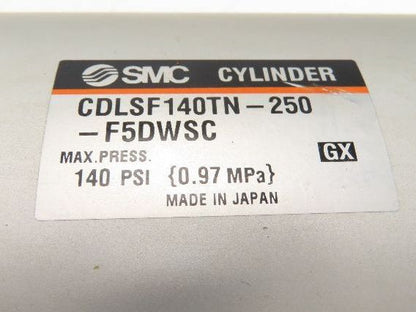 SMC CYLINDER
CDLSF140TN-250
-F5DWSC
MAX.PRESS. GX
140 PSI {0.97 MPa}
MADE IN JAPAN